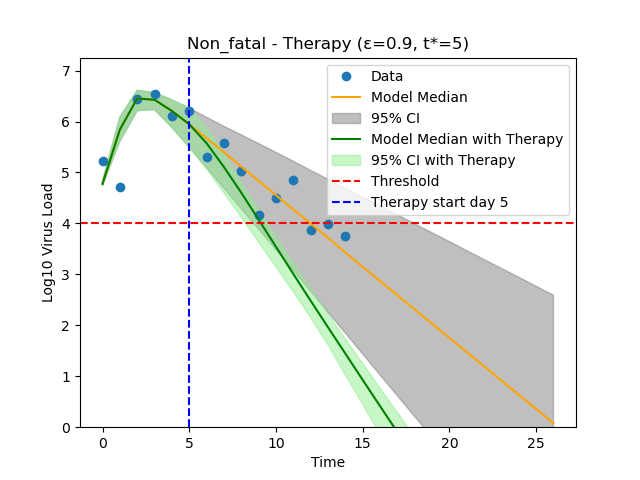 Non_fatal - Therapy (ε=0.9, t*=5)
Data
Model Median
95% CI
Model Median with Therapy
95% CI with Therapy
Threshold
Therapy start day 5
Log10 Virus Load
7
6
5
4
3
2
1
0
0
5
10
15
20
25
Time